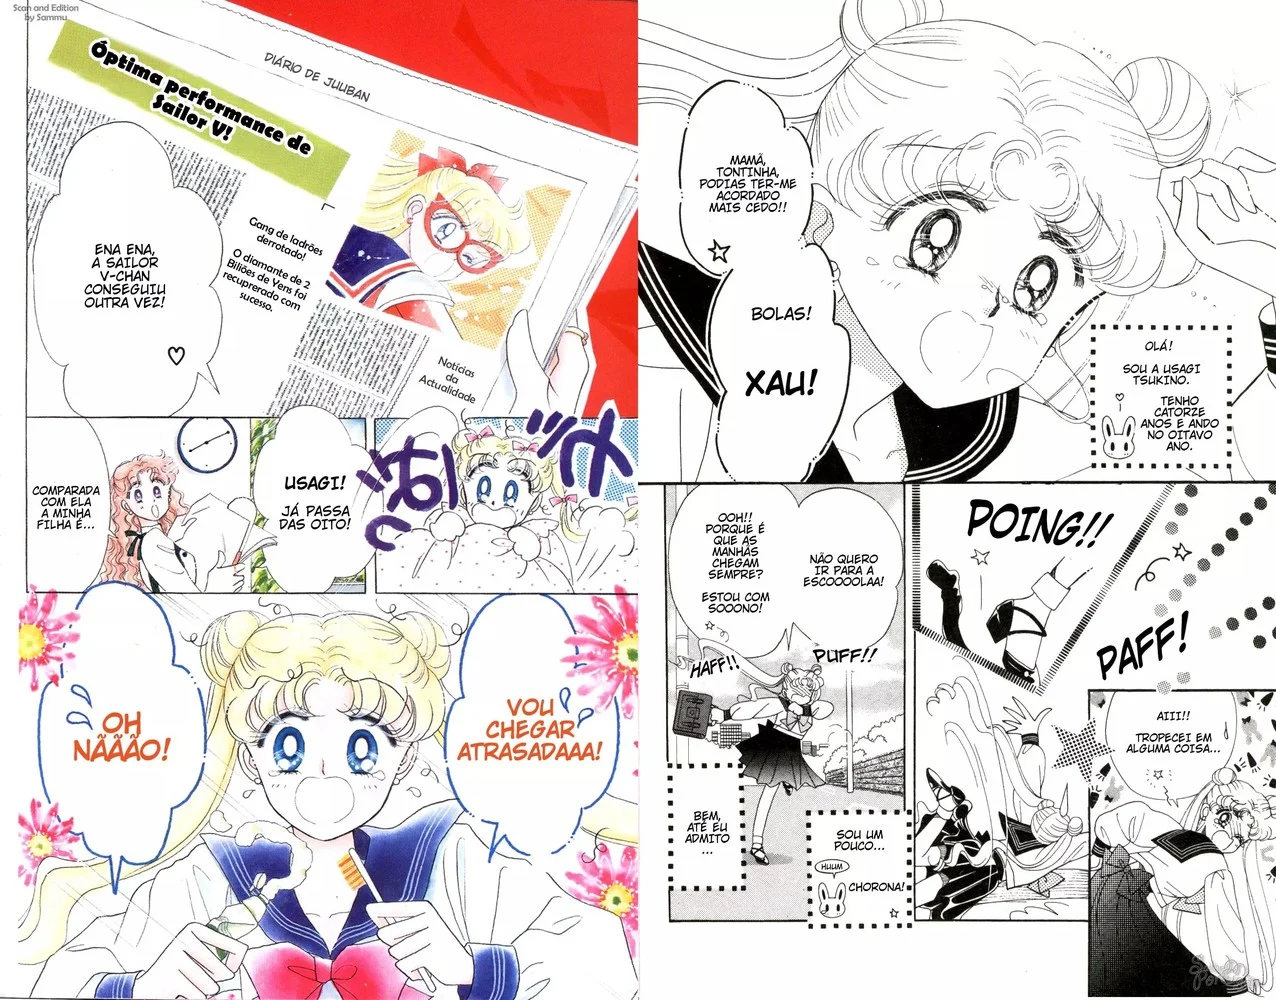 Scan and Edition
by Sammu
DIÁRIO DE JUUBAN
Óptima performance de
Sailor V!
Gang de ladrões
derrotado!
O diamante de 2
Biliões de Yens foi
recuprerado com
sucesso.
Notícias
da
Actualidade
ENA ENA,
A SAILOR
V-CHAN
CONSEGUIU
OUTRA VEZ!
♡
COMPARADA
COM ELA
A MINHA
FILHA É...
USAGI!
JÁ PASSA
DAS OITO!
OH
NÃÃÃO!
VOU
CHEGAR
ATRASADAAA!
MAMÃ,
TONTINHA,
PODIAS TER-ME
ACORDADO
MAIS CEDO!!
BOLAS!
XAU!
OLÁ!
SOU A USAGI
TSUKINO.
TENHO
CATORZE
ANOS E ANDO
NO OITAVO
ANO.
OOH!!
PORQUE É
QUE AS
MANHÃS
CHEGAM
SEMPRE?
ESTOU COM
SOOONO!
NÃO QUERO
IR PARA A
ESCOOOOLAA!
HAFF!!
PUFF!!
BEM,
ATÉ EU
ADMITO
...
SOU UM
POUCO...
HUUM
CHORONA!
POING!!
PAFF!
AIII!!
TROPECEI EM
ALGUMA COISA...